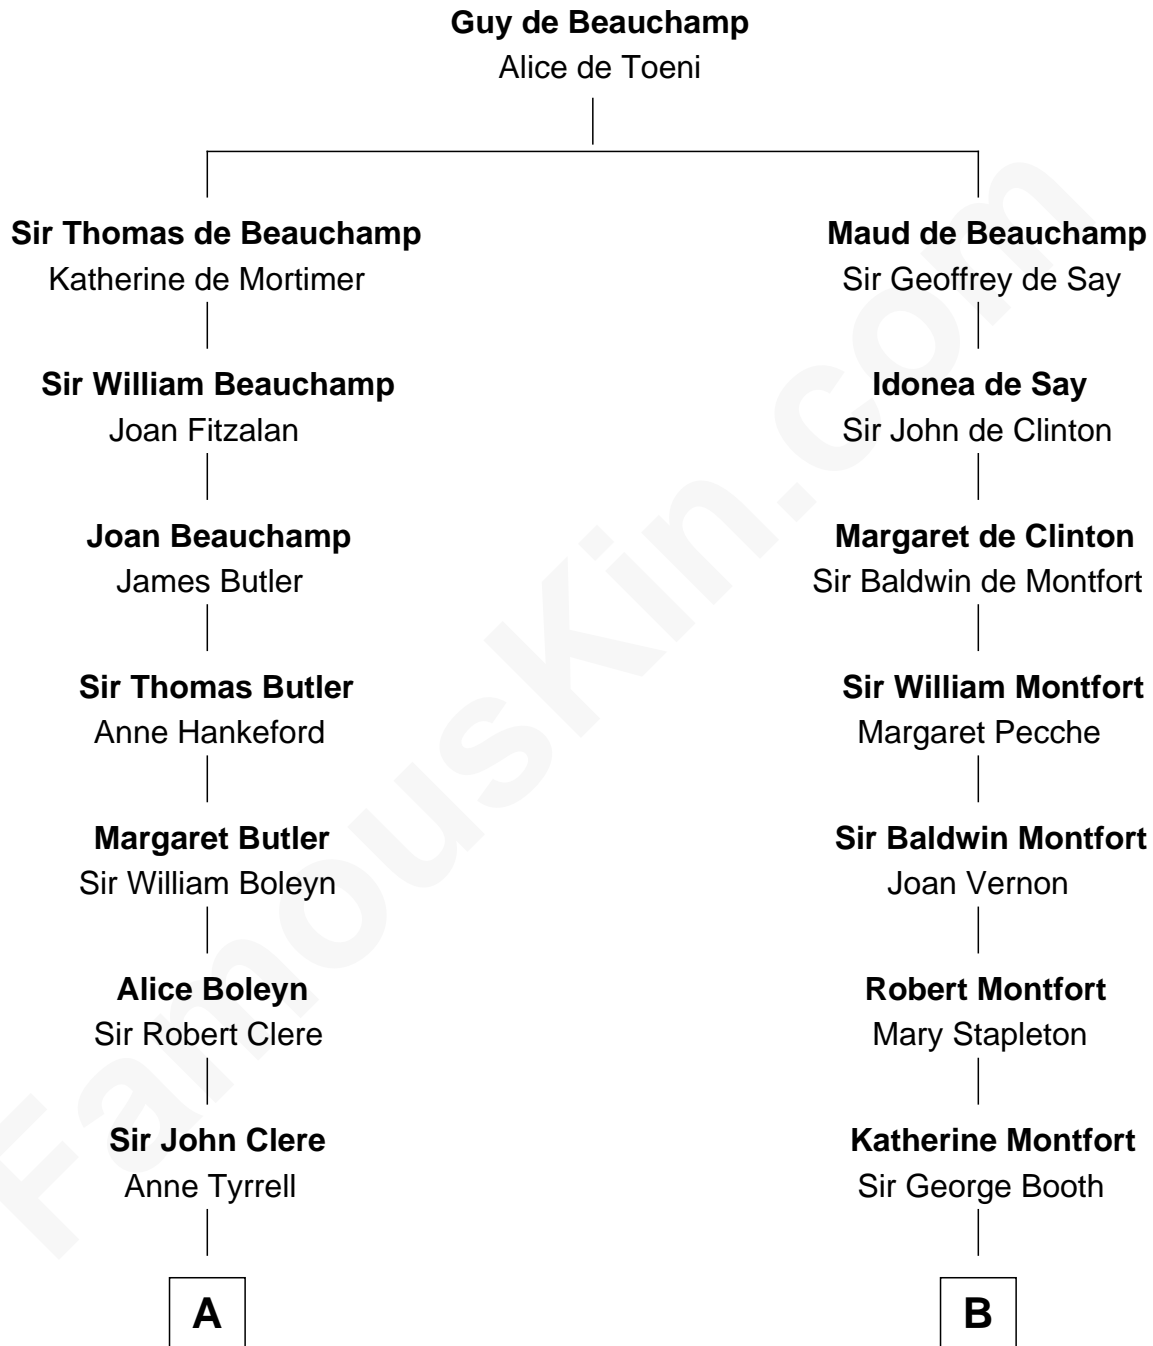 Guy de Beauchamp
Alice de Toeni
Sir Thomas de Beauchamp
Katherine de Mortimer
Maud de Beauchamp
Sir Geoffrey de Say
Sir William Beauchamp
Joan Fitzalan
Idonea de Say
Sir John de Clinton
Joan Beauchamp
James Butler
Margaret de Clinton
Sir Baldwin de Montfort
Sir Thomas Butler
Anne Hankeford
Sir William Montfort
Margaret Pecche
Margaret Butler
Sir William Boleyn
Sir Baldwin Montfort
Joan Vernon
Alice Boleyn
Sir Robert Clere
Robert Montfort
Mary Stapleton
Sir John Clere
Anne Tyrrell
Katherine Montfort
Sir George Booth
A
B
FamousKin.com